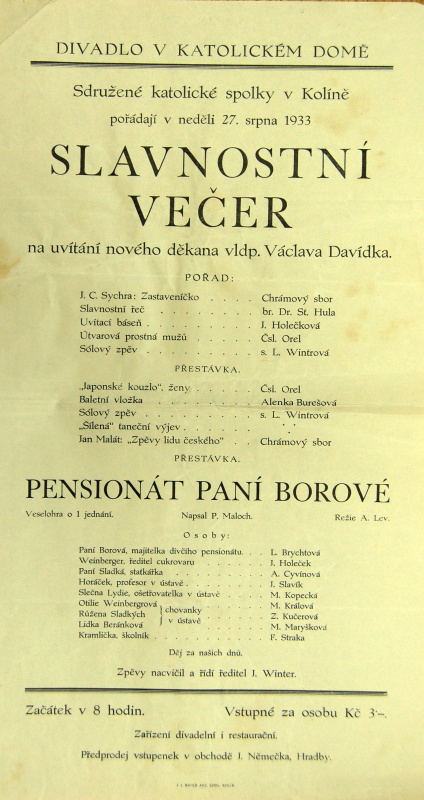 DIVADLO V KATOLICKÉM DOMĚ
Sdružené katolické spolky v Kolíně
pořádají v neděli 27. srpna 1933
SLAVNOSTNÍ
VEČER
na uvítání nového děkana vldp. Václava Davídka.
POŘAD:
J. C. Sychra: Zastaveníčko . . . . Chrámový sbor
Slavnostní řeč . . . . . . . . br. Dr. St. Hula
Uvítací báseň . . . . . . . . . J. Holečková
Útvarová prostná mužů . . . . . Čsl. Orel
Sólový zpěv . . . . . . . . . s. L. Wintrová
PŘESTÁVKA.
„Japonské kouzlo“, ženy . . . . . Čsl. Orel
Baletní vložka . . . . . . . . Alenka Burešová
Sólový zpěv . . . . . . . . . s. L. Wintrová
„Šílená“ taneční výjev . . . . . . * * *
Jan Malát: „Zpěvy lidu českého“ . . Chrámový sbor
PŘESTÁVKA.
PENSIONÁT PANÍ BOROVÉ
Veselohra o 1 jednání. Napsal P. Maloch. Režie A. Lev.
Osoby:
Paní Borová, majitelka dívčího pensionátu . . . L. Brychtová
Weinberger, ředitel cukrovaru . . . . . . . J. Holeček
Paní Sladká, statkářka . . . . . . . . . A. Cyvínová
Horáček, profesor v ústavě . . . . . . . . J. Slavík
Slečna Lydie, ošetřovatelka v ústavě . . . . . M. Kopecká
Otilie Weinbergrová . . . . . . M. Králová
Růžena Sladkých } chovanky v ústavě . . . . . . Z. Kučerová
Lidka Beránková . . . . . . M. Maryšková
Kramlička, školník . . . . . . . . . . F. Straka
Děj za našich dnů.
Zpěvy nacvičil a řídí ředitel J. Winter.
Začátek v 8 hodin. Vstupné za osobu Kč 3·–.
Zařízení divadelní i restaurační.
Předprodej vstupenek v obchodě J. Němečka, Hradby.